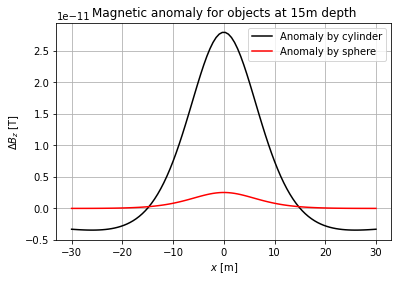 Magnetic anomaly for objects at 15m depth
1e−11
Anomaly by cylinder
Anomaly by sphere
2.5
2.0
1.5
1.0
0.5
0.0
−0.5
ΔB_z [T]
−30 −20 −10 0 10 20 30
x [m]